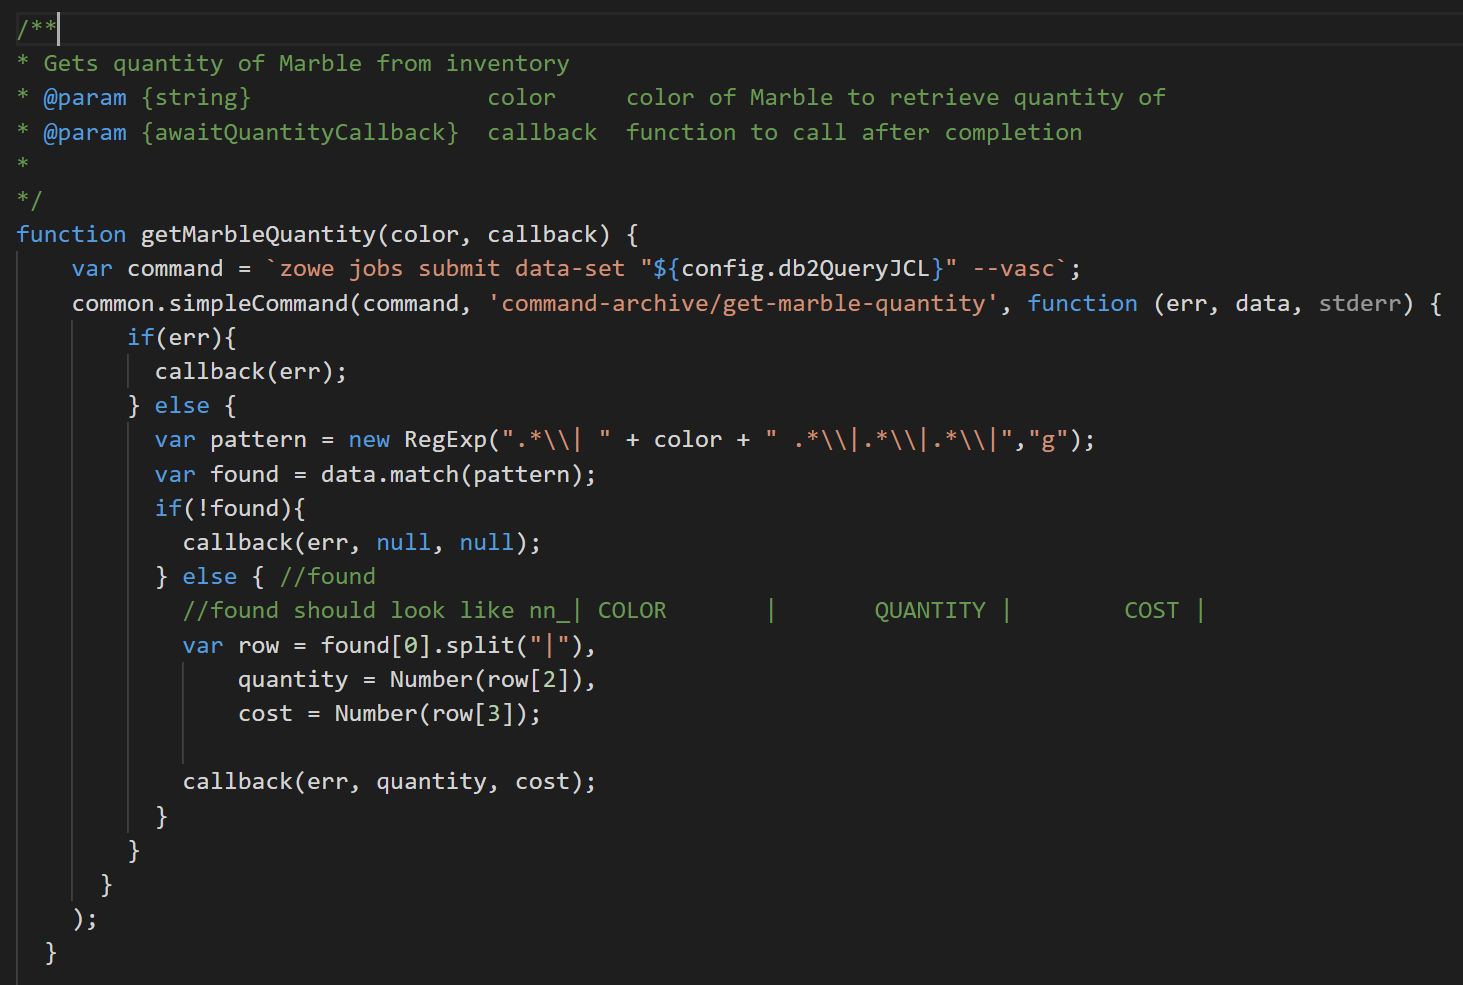 /**
* Gets quantity of Marble from inventory
* @param {string}                 color     color of Marble to retrieve quantity of
* @param {awaitQuantityCallback}  callback  function to call after completion
*
*/
function getMarbleQuantity(color, callback) {
    var command = `zowe jobs submit data-set "${config.db2QueryJCL}" --vasc`;
    common.simpleCommand(command, 'command-archive/get-marble-quantity', function (err, data, stderr) {
        if(err){
          callback(err);
        } else {
          var pattern = new RegExp(".*\\| " + color + " .*\\|.*\\|.*\\|","g");
          var found = data.match(pattern);
          if(!found){
            callback(err, null, null);
          } else { //found
            //found should look like nn_| COLOR       |       QUANTITY |        COST |
            var row = found[0].split("|"),
                quantity = Number(row[2]),
                cost = Number(row[3]);

            callback(err, quantity, cost);
          }
        }
      }
    );
  }